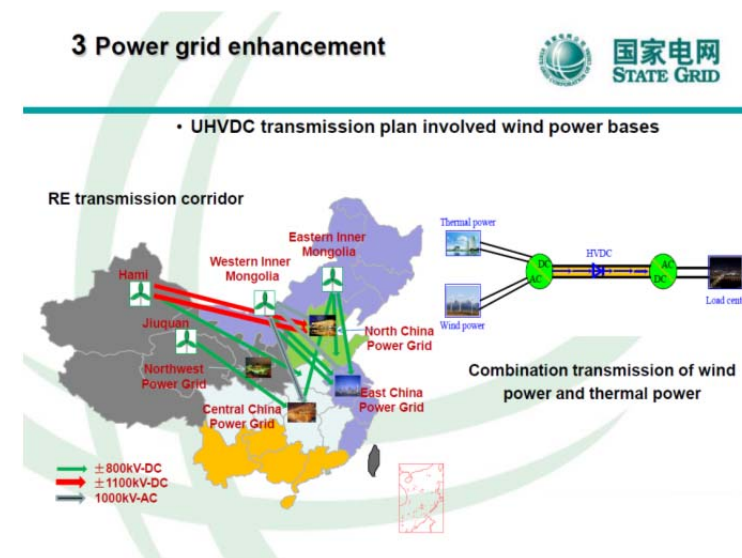 3 Power grid enhancement
国家电网
STATE GRID
• UHVDC transmission plan involved wind power bases
RE transmission corridor
Eastern Inner
Mongolia
Western Inner
Mongolia
Hami
Jiuquan
North China
Power Grid
Northwest
Power Grid
East China
Power Grid
Central China
Power Grid
±800kV-DC
±1100kV-DC
1000kV-AC
Thermal power
HVDC
DC
AC
AC
DC
Load cent
Wind power
Combination transmission of wind
power and thermal power